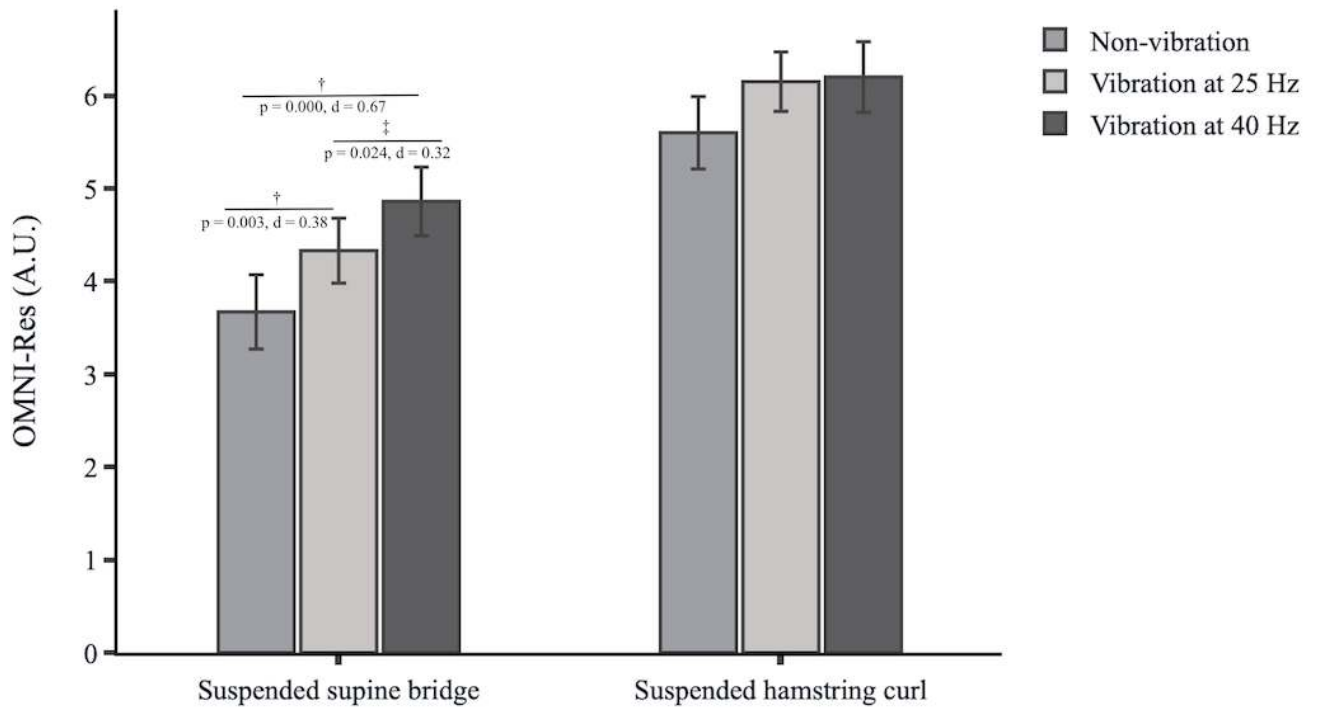 OMNI-Res (A.U.)
6
5
4
3
2
1
0
†
p = 0.000, d = 0.67
‡
p = 0.024, d = 0.32
†
p = 0.003, d = 0.38
Suspended supine bridge
Suspended hamstring curl
Non-vibration
Vibration at 25 Hz
Vibration at 40 Hz